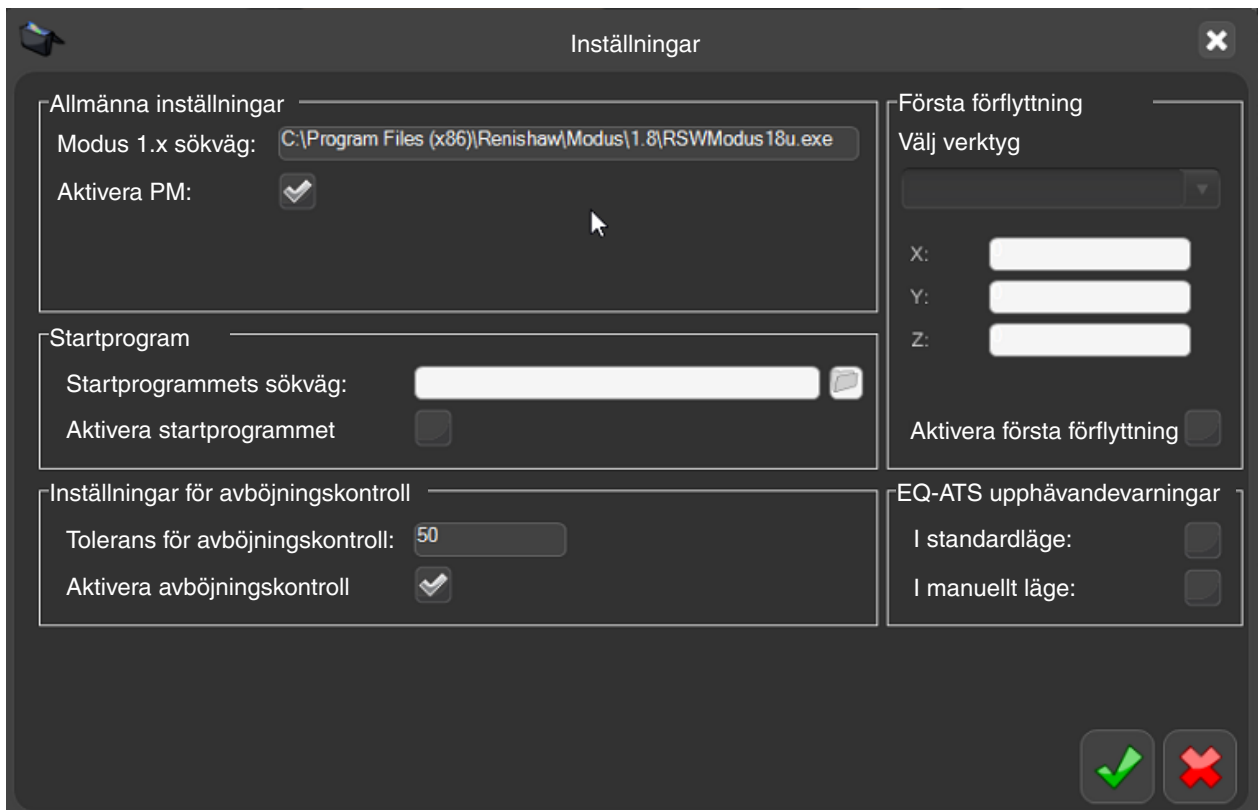 Inställningar
Allmänna inställningar
Modus 1.x sökväg: C:\Program Files (x86)\Renishaw\Modus\1.8\RSWModus18u.exe
Aktivera PM:
Startprogram
Startprogrammets sökväg:
Aktivera startprogrammet
Inställningar för avböjningskontroll
Tolerans för avböjningskontroll: 50
Aktivera avböjningskontroll
Första förflyttning
Välj verktyg
X:
Y:
Z:
Aktivera första förflyttning
EQ-ATS upphävandevarningar
I standardläge:
I manuellt läge: